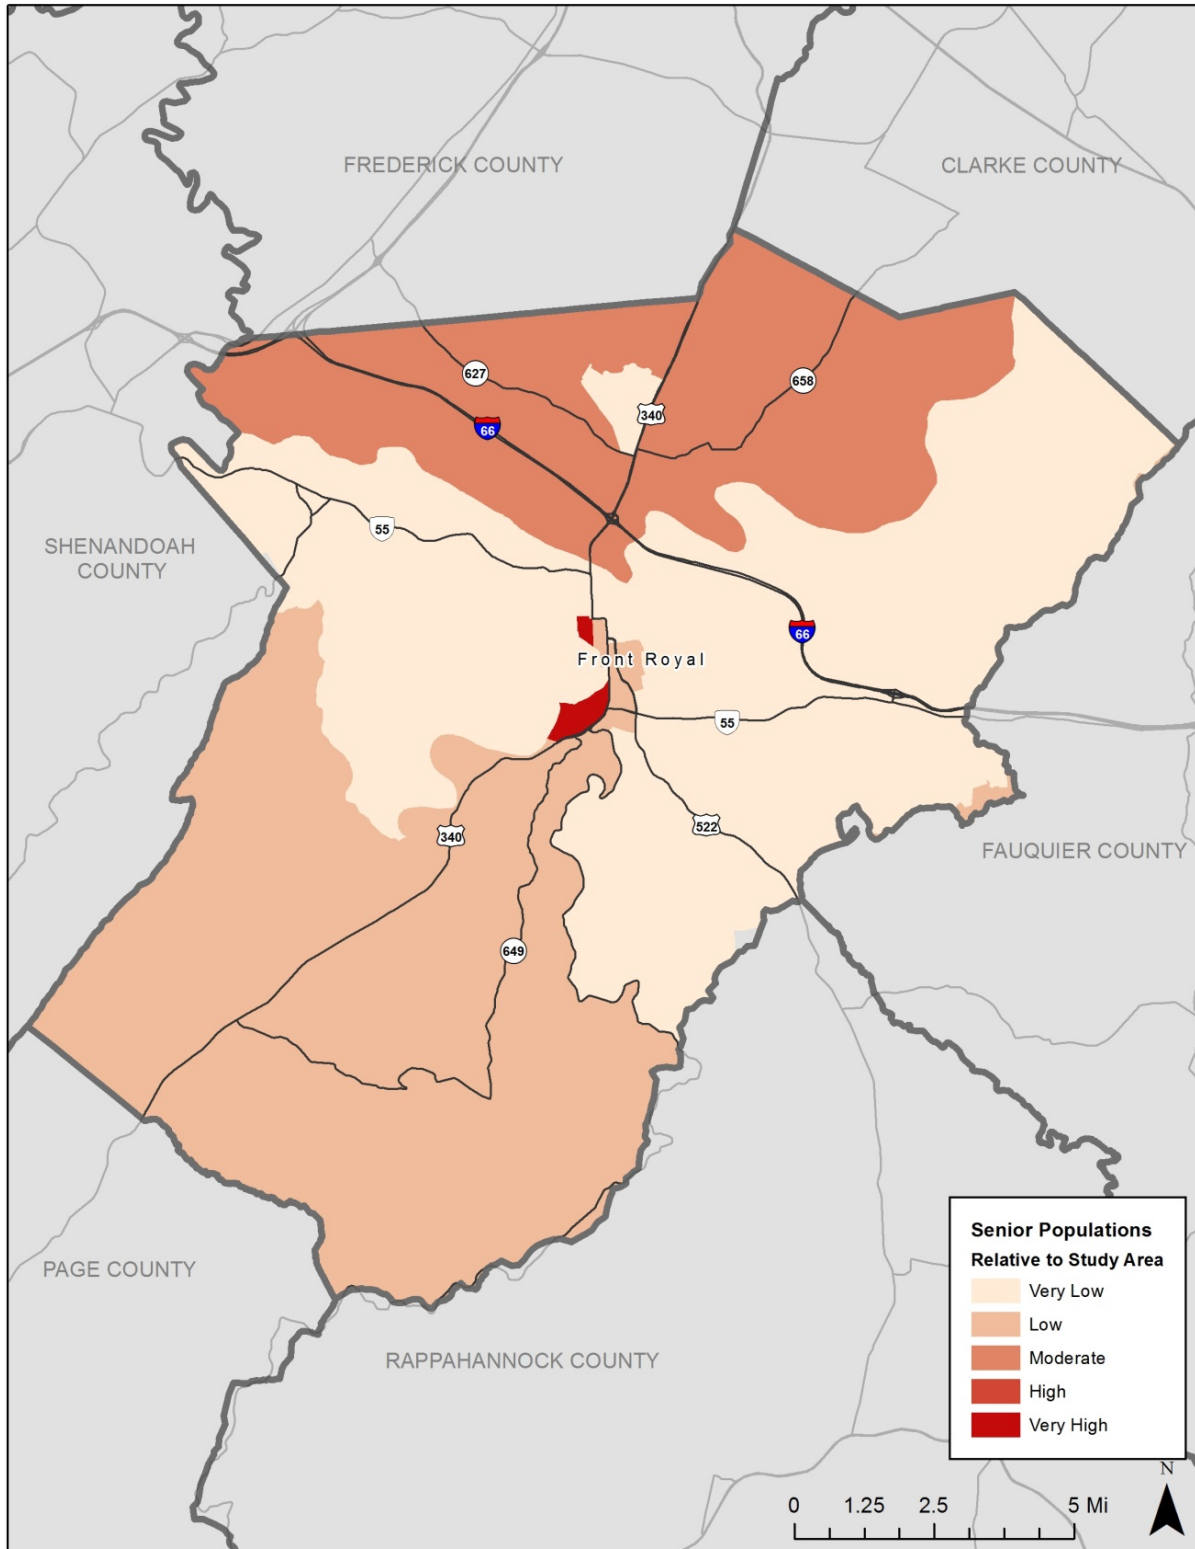 FREDERICK COUNTY
CLARKE COUNTY
627
658
340
66
55
SHENANDOAH
COUNTY
66
Front Royal
55
340
522
FAUQUIER COUNTY
649
PAGE COUNTY
RAPPAHANNOCK COUNTY
Senior Populations
Relative to Study Area
Very Low
Low
Moderate
High
Very High
N
0 1.25 2.5 5 Mi